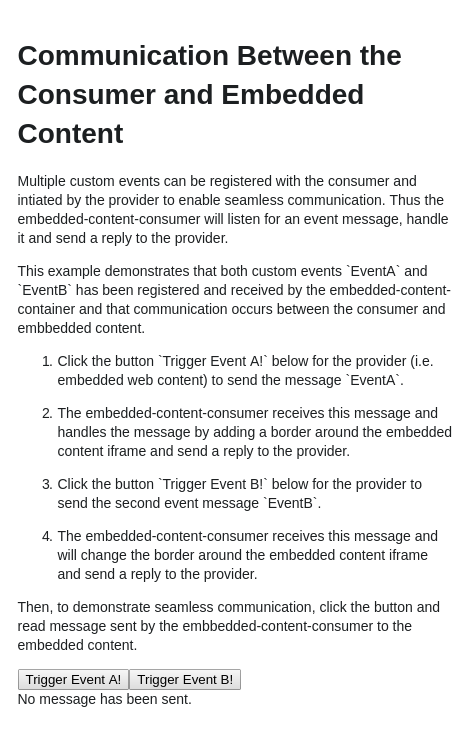 Communication Between the
Consumer and Embedded
Content
Multiple custom events can be registered with the consumer and
intiated by the provider to enable seamless communication. Thus the
embedded-content-consumer will listen for an event message, handle
it and send a reply to the provider.
This example demonstrates that both custom events `EventA` and
`EventB` has been registered and received by the embedded-content-
container and that communication occurs between the consumer and
embbedded content.
1. Click the button `Trigger Event A!` below for the provider (i.e.
embedded web content) to send the message `EventA`.
2. The embedded-content-consumer receives this message and
handles the message by adding a border around the embedded
content iframe and send a reply to the provider.
3. Click the button `Trigger Event B!` below for the provider to
send the second event message `EventB`.
4. The embedded-content-consumer receives this message and
will change the border around the embedded content iframe
and send a reply to the provider.
Then, to demonstrate seamless communication, click the button and
read message sent by the embbedded-content-consumer to the
embedded content.
Trigger Event A! Trigger Event B!
No message has been sent.